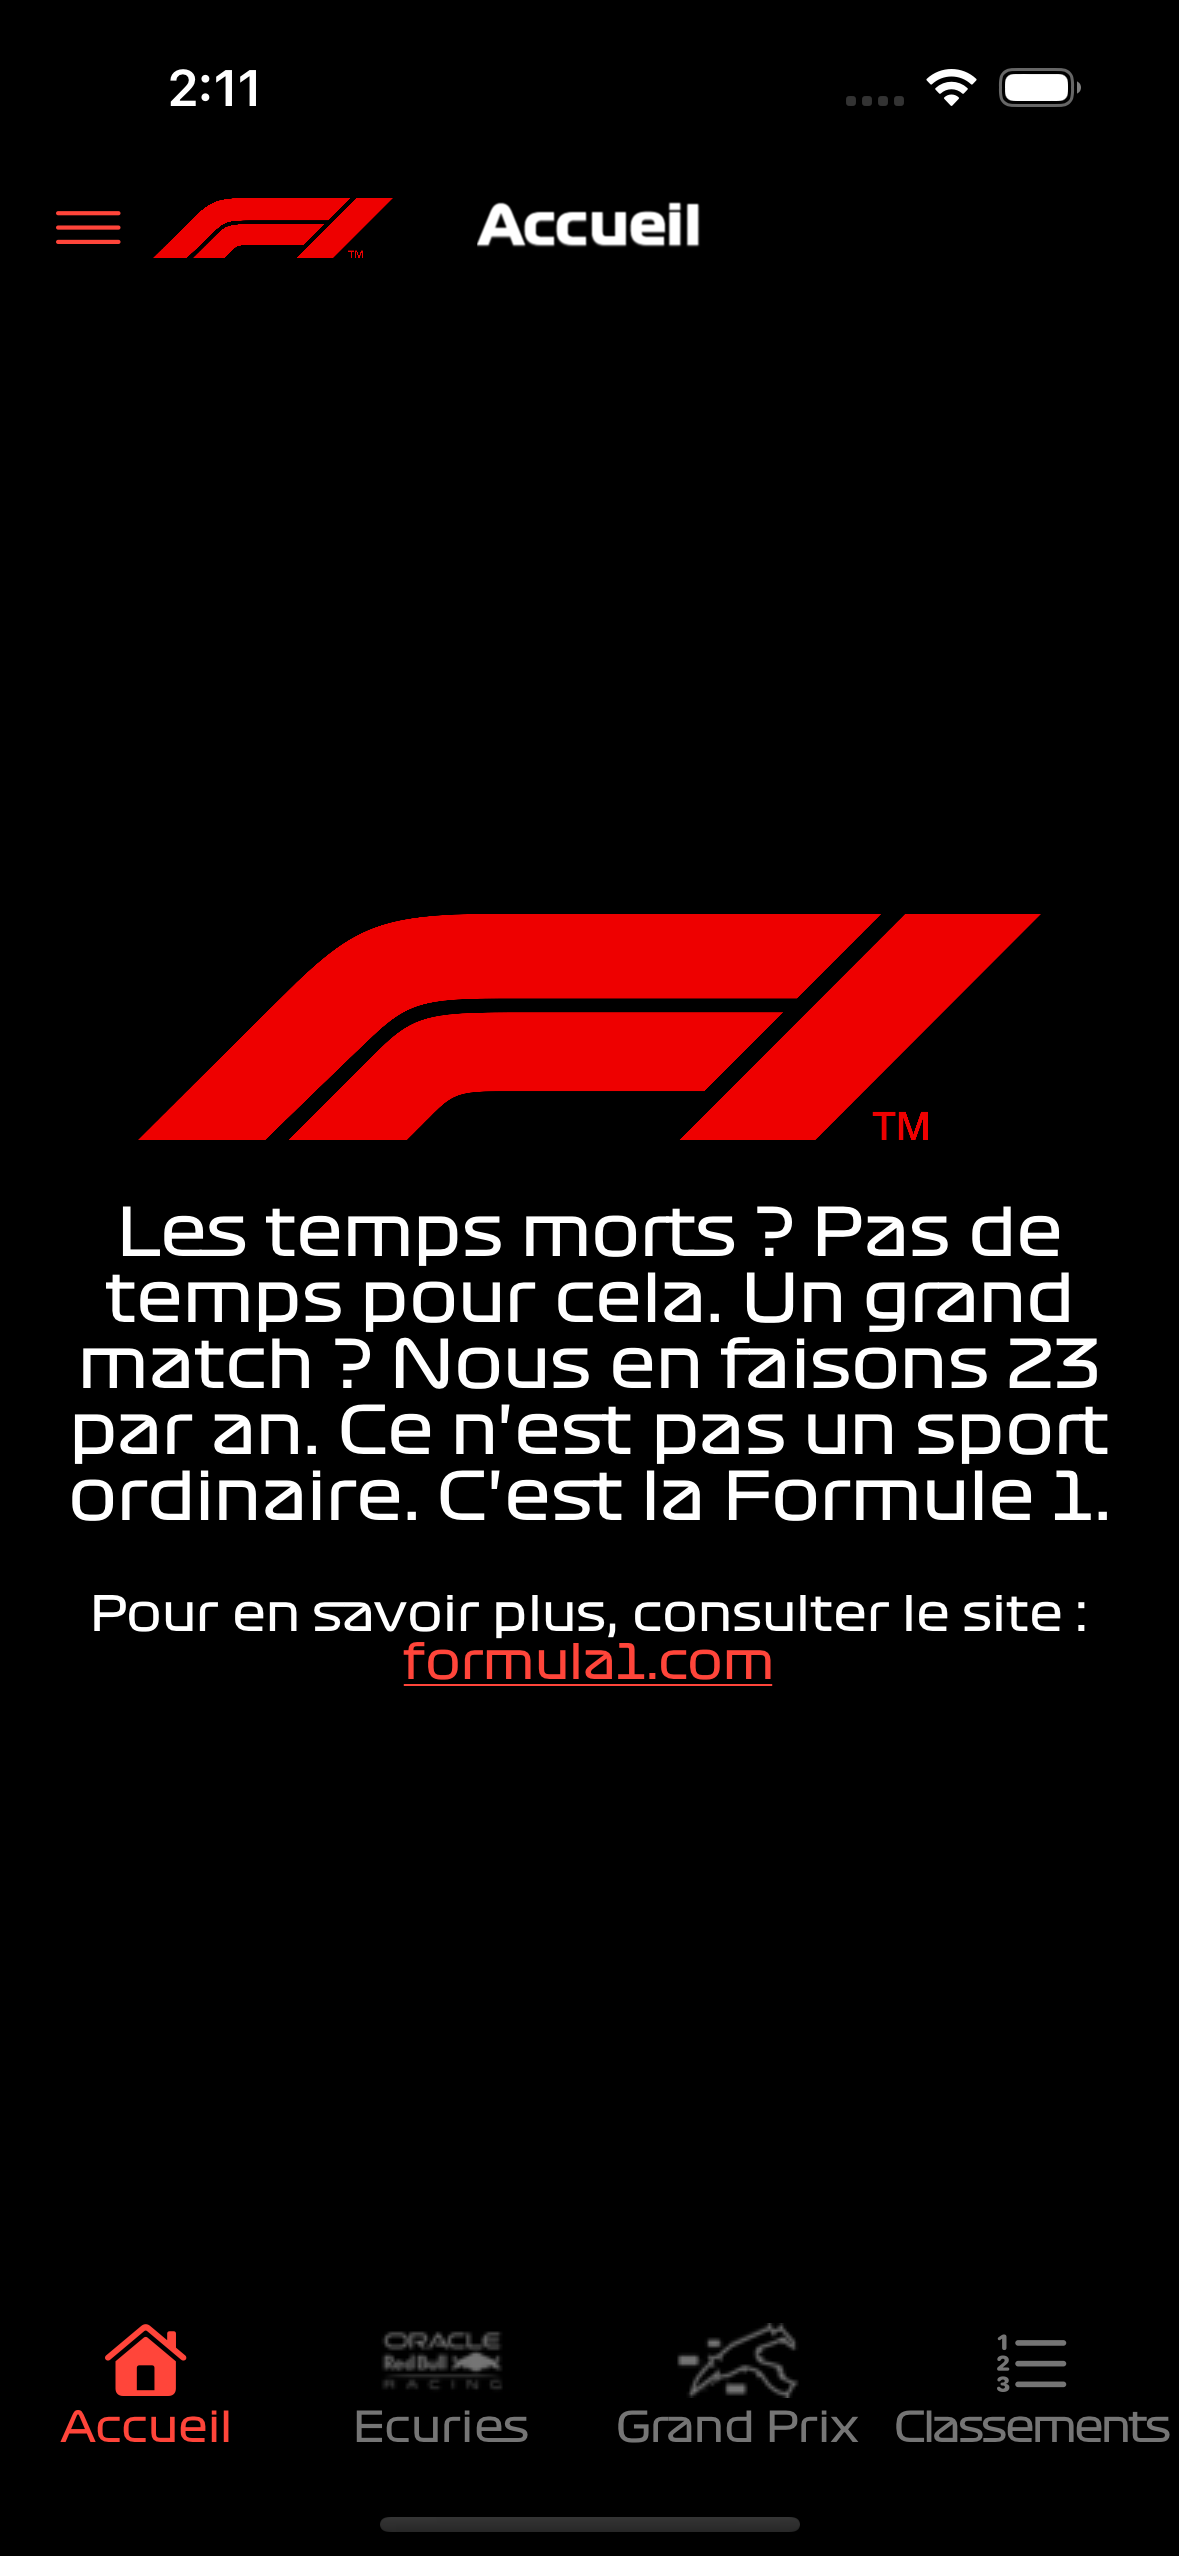 2:11
F1 TM
Accueil
F1 TM
Les temps morts ? Pas de
temps pour cela. Un grand
match ? Nous en faisons 23
par an. Ce n'est pas un sport
ordinaire. C'est la Formule 1.
Pour en savoir plus, consulter le site :
formula1.com
ORACLE
Red Bull
RACING
1
2
3
Accueil
Ecuries
Grand Prix
Classements